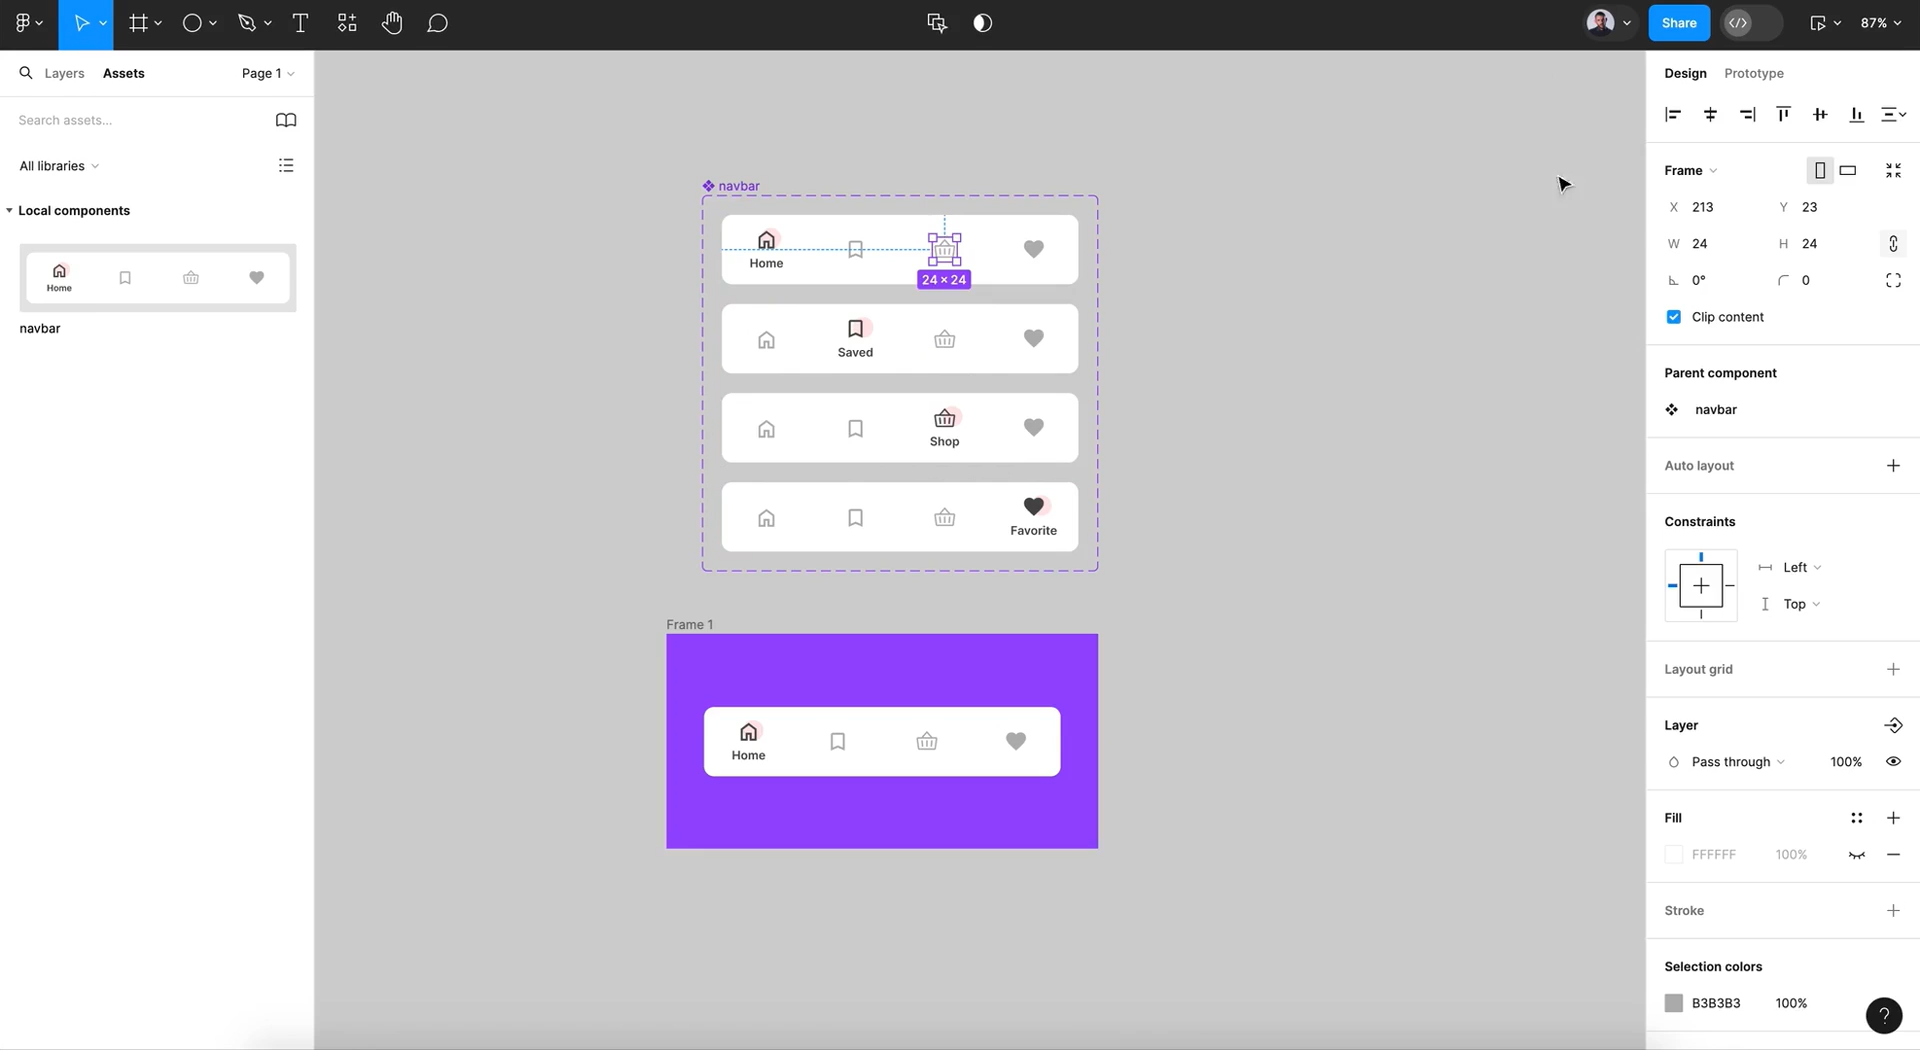 Share
87%
Layers
Assets
Page 1
Search assets...
All libraries
Local components
Home
navbar
navbar
Home
24 × 24
Saved
Shop
Favorite
Frame 1
Home
Design
Prototype
Frame
X 213
Y 23
W 24
H 24
0°
0
Clip content
Parent component
navbar
Auto layout
Constraints
Left
Top
Layout grid
Layer
Pass through
100%
Fill
FFFFFF
100%
Stroke
Selection colors
B3B3B3
100%
?